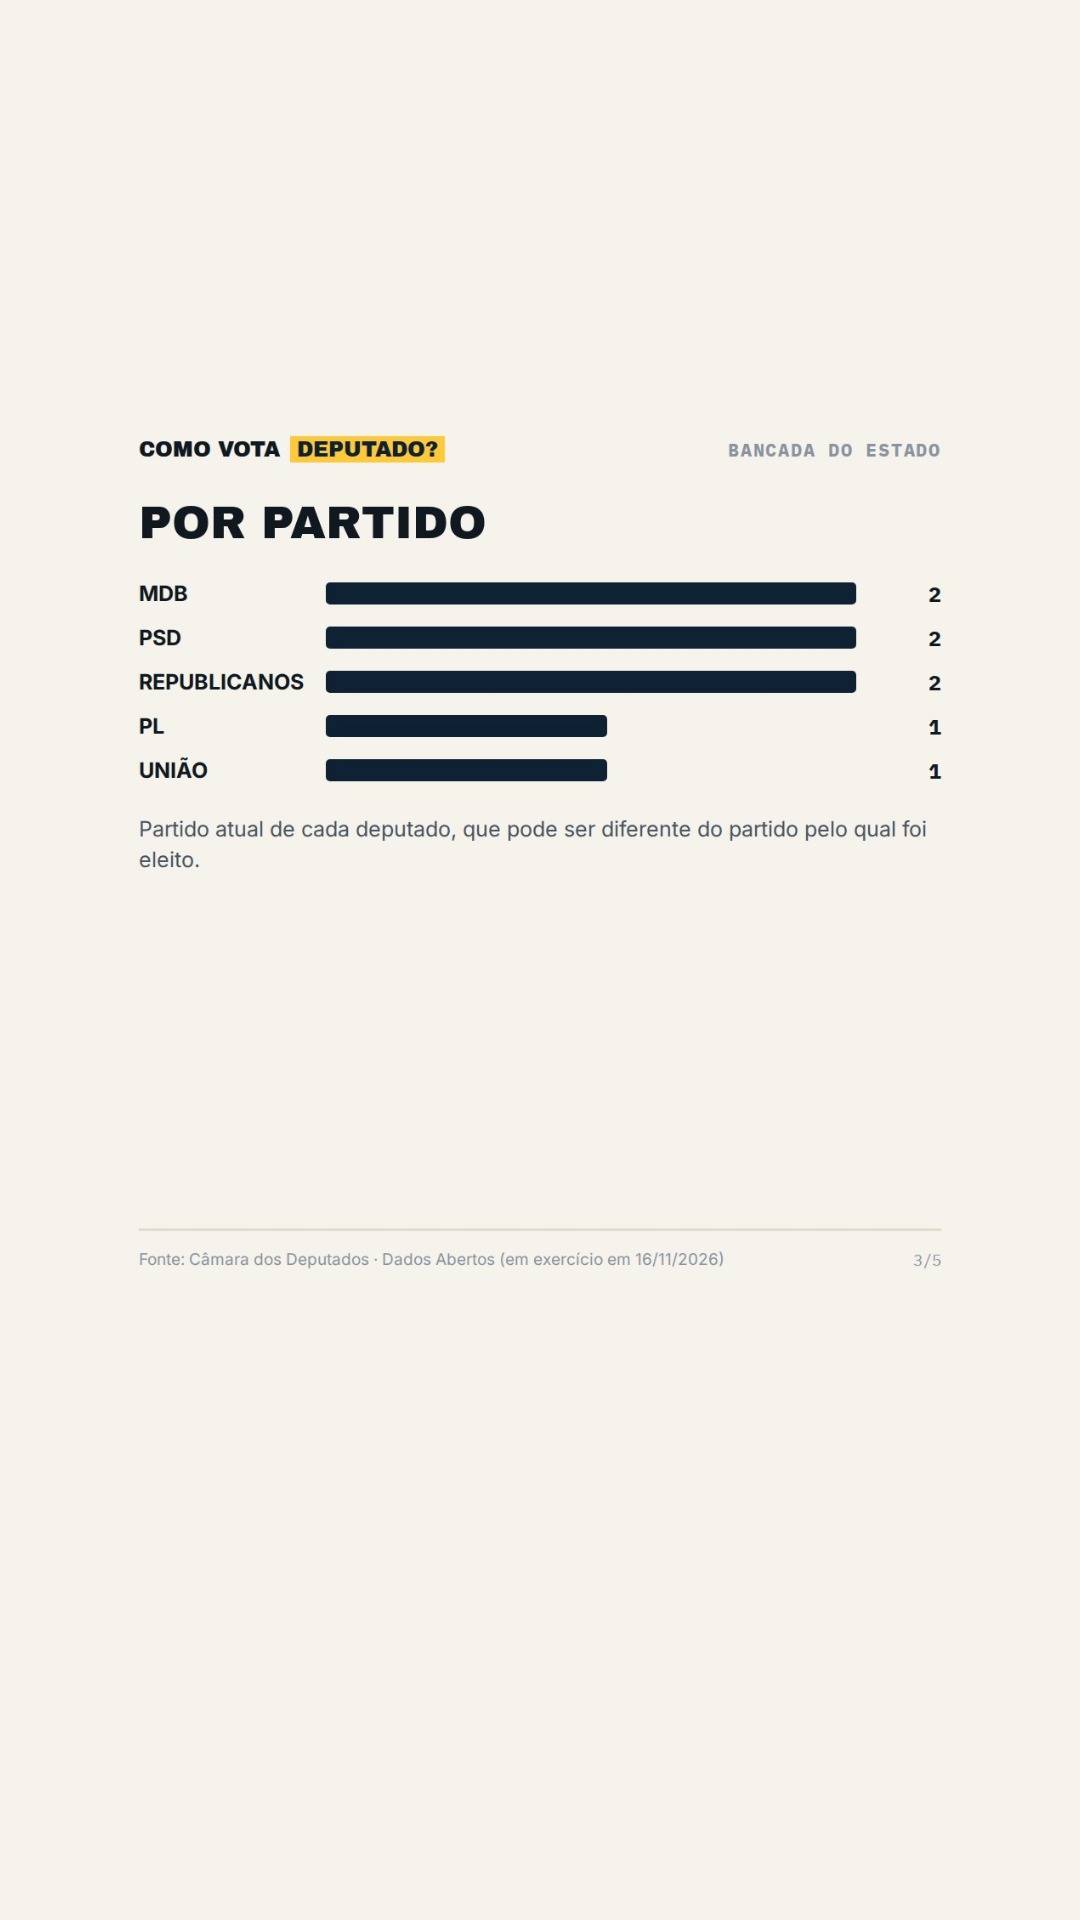 COMO VOTA DEPUTADO?
BANCADA DO ESTADO
POR PARTIDO
MDB 2
PSD 2
REPUBLICANOS 2
PL 1
UNIÃO 1
Partido atual de cada deputado, que pode ser diferente do partido pelo qual foi
eleito.
Fonte: Câmara dos Deputados · Dados Abertos (em exercício em 16/11/2026)
3/5